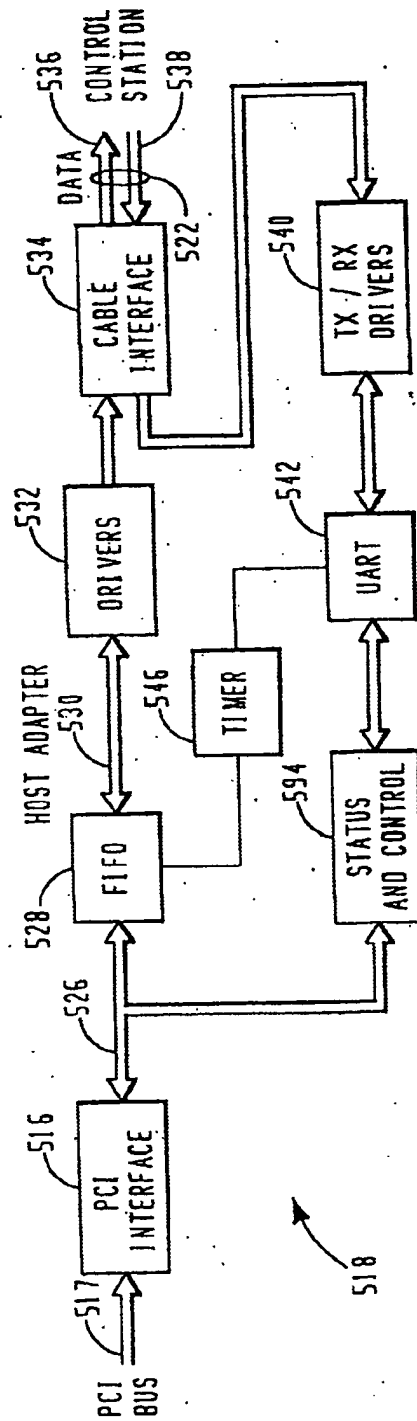 PCI
BUS
517
516
PCI
INTERFACE
526
528
FIFO
HOST ADAPTER
530
532
DRIVERS
534
CABLE
INTERFACE
DATA
536
CONTROL
STATION
538
522
546
TIMER
594
STATUS
AND CONTROL
542
UART
540
TX / RX
DRIVERS
518